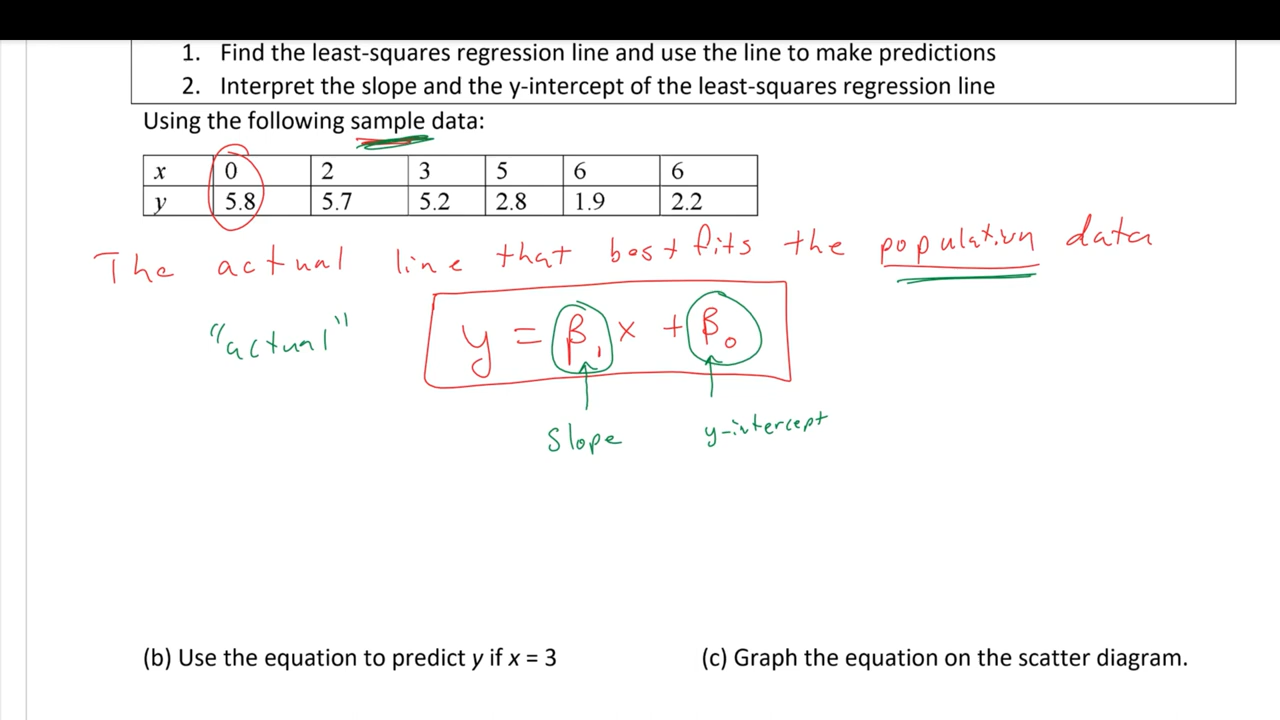 1. Find the least-squares regression line and use the line to make predictions
2. Interpret the slope and the y-intercept of the least-squares regression line
Using the following sample data:
x 0 2 3 5 6 6
y 5.8 5.7 5.2 2.8 1.9 2.2
The actual line that best fits the population data
"actual" y = β₁x + β₀
Slope y-intercept
(b) Use the equation to predict y if x = 3 (c) Graph the equation on the scatter diagram.